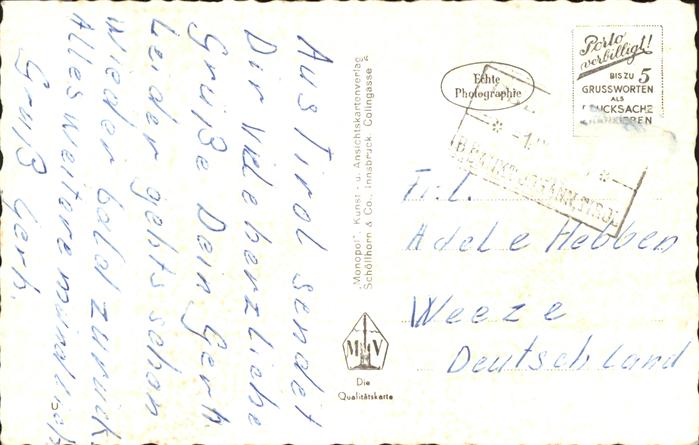 Aus Tirol sendet
Dir viele herzliche
Grüße Dein Gerh.
Leider gehts schon
wieder bald zurück.
Alles weitere mündlich
Gruß Gerh.
„Monopol", Kunst- u. Ansichtskartenverlag
Schöllhorn & Co., Innsbruck, Collingasse
Echte
Photographie
Porto
verbilligt!
BIS ZU 5
GRUSSWORTEN
ALS
DRUCKSACHE
FRANKIEREN
Frl.
Adele Hebben
Weeze
Deutschland
M V
Die
Qualitätskarte